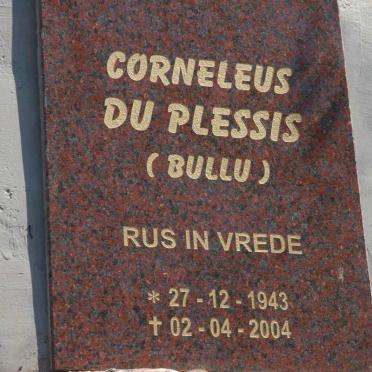 CORNELEUS
DU PLESSIS
( BULLU )
RUS IN VREDE
* 27 - 12 - 1943
✝ 02 - 04 - 2004